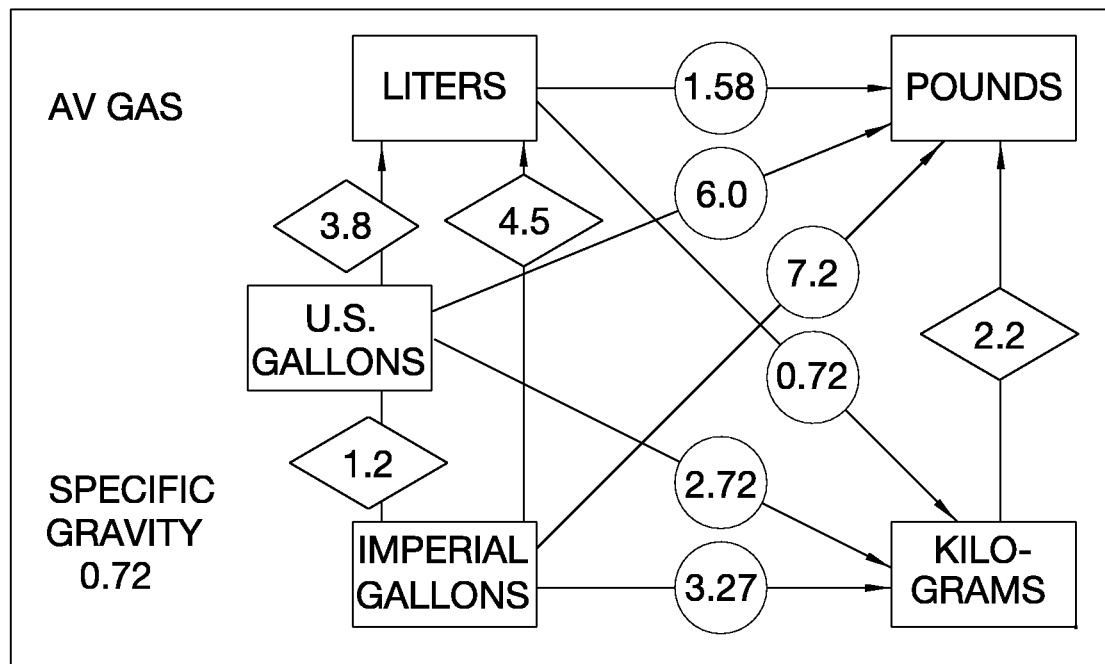 LITERS
1.58
POUNDS
AV GAS
6.0
3.8
4.5
7.2
U.S.
GALLONS
2.2
0.72
1.2
2.72
SPECIFIC
GRAVITY
0.72
IMPERIAL
GALLONS
3.27
KILO-
GRAMS